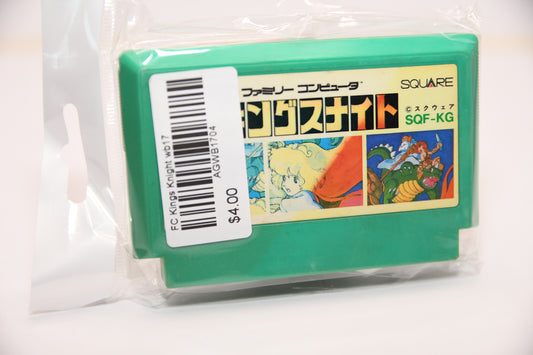 FC Kings Knight wb17
AGWB1704
$4.00
ファミリー コンピュータ
SQUARE
ングスナイト
©スクウェア
SQF-KG